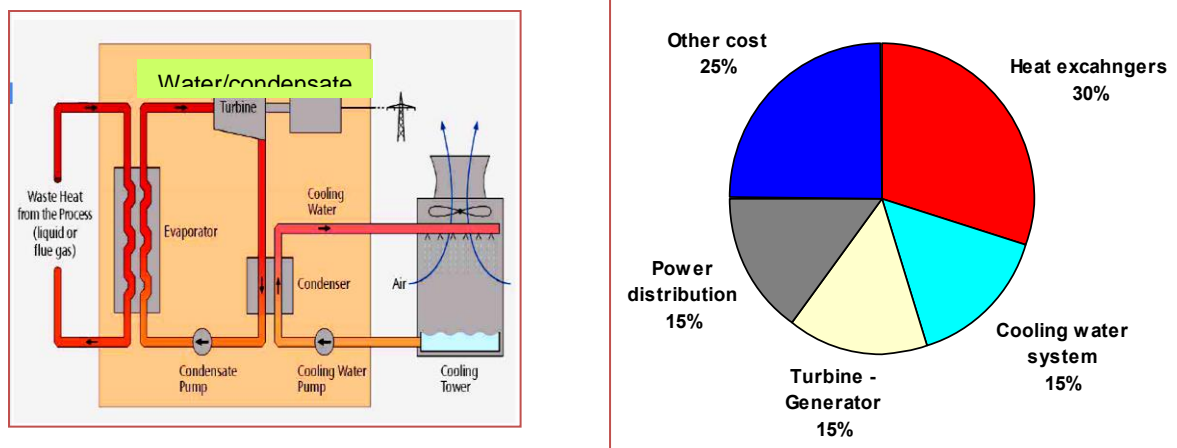 Water/condensate
Turbine
Waste Heat
from the Process
(liquid or
flue gas)
Evaporator
Cooling
Water
Condenser
Air
Condensate
Pump
Cooling Water
Pump
Cooling
Tower
Other cost
25%
Heat excahngers
30%
Power
distribution
15%
Cooling water
system
15%
Turbine -
Generator
15%